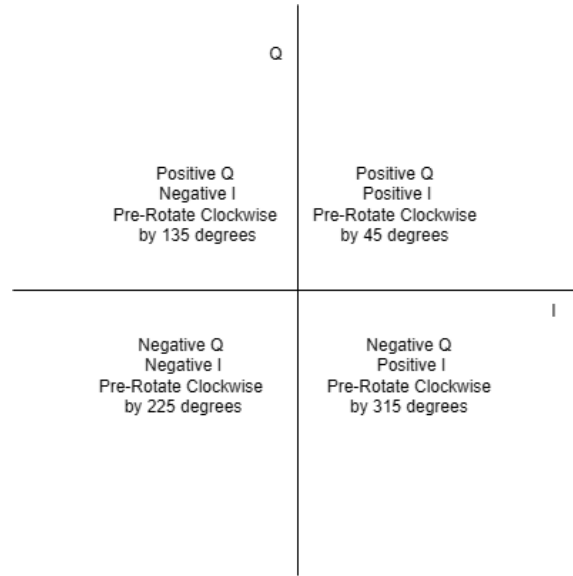 Q
Positive Q
Negative I
Pre-Rotate Clockwise
by 135 degrees
Positive Q
Positive I
Pre-Rotate Clockwise
by 45 degrees
I
Negative Q
Negative I
Pre-Rotate Clockwise
by 225 degrees
Negative Q
Positive I
Pre-Rotate Clockwise
by 315 degrees